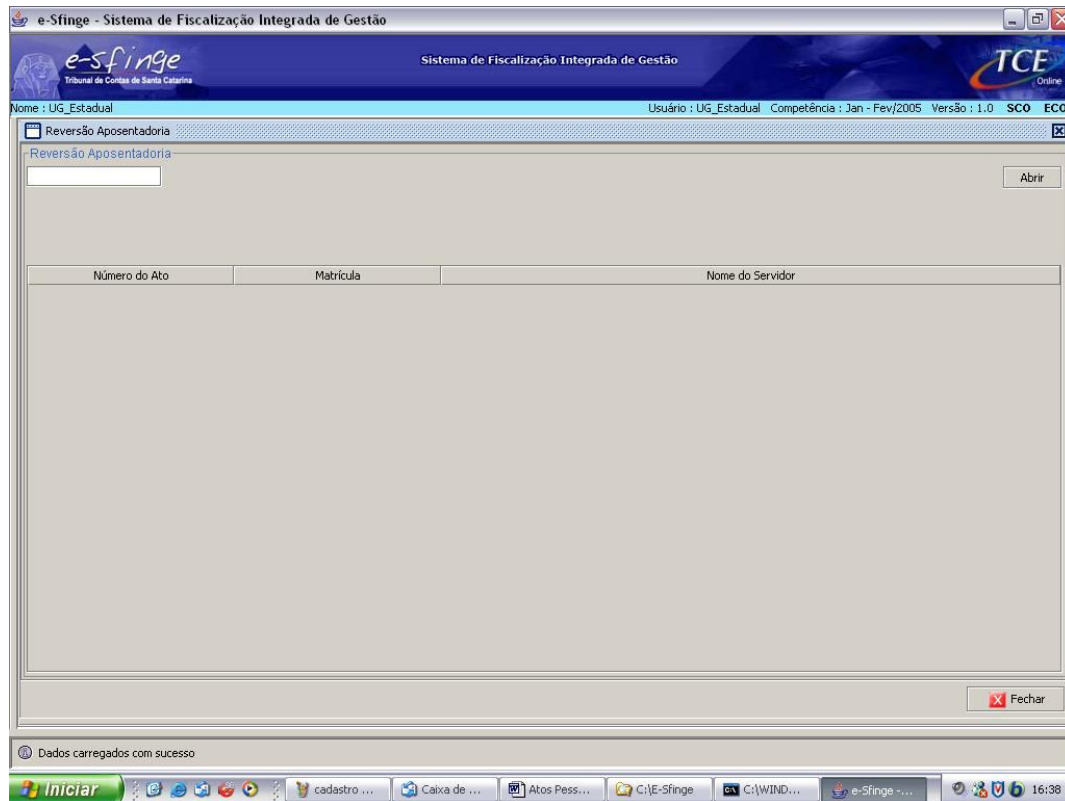 e-Sfinge - Sistema de Fiscalização Integrada de Gestão
e-sfinge
Tribunal de Contas de Santa Catarina
Sistema de Fiscalização Integrada de Gestão
TCE
Online
Nome : UG_Estadual Usuário : UG_Estadual Competência : Jan - Fev/2005 Versão : 1.0 SCO ECO
Reversão Aposentadoria
Reversão Aposentadoria
Abrir
Número do Ato Matrícula Nome do Servidor
Fechar
Dados carregados com sucesso
Iniciar cadastro ... Caixa de ... Atos Pess... C:\E-Sfinge C:\WIND... e-Sfinge -... 16:38